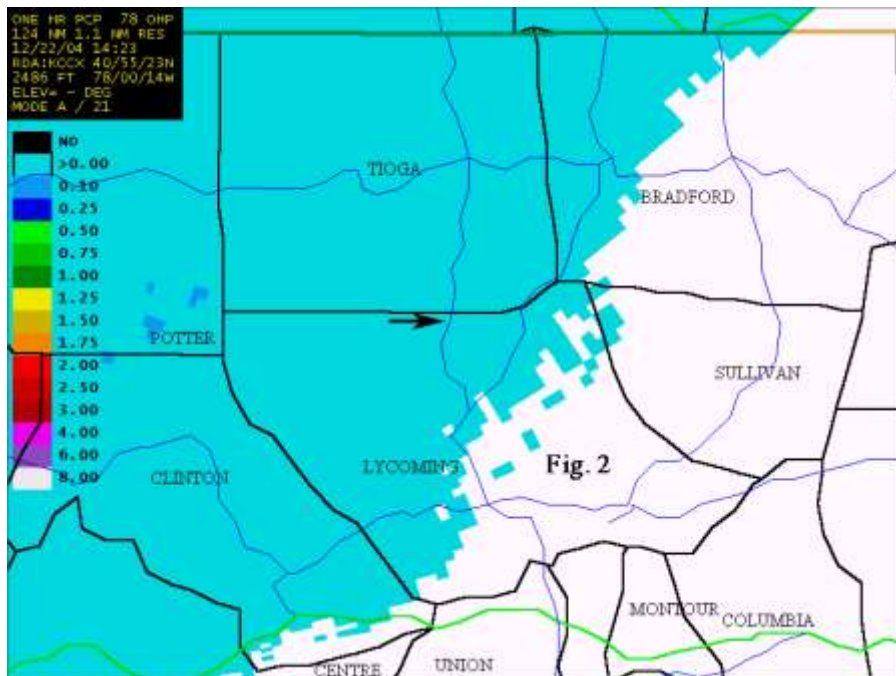 ONE HR PCP 78 OHP
124 NM 1.1 NM RES
12/22/04 14:23
RDA:KCCX 40/55/23N
2486 FT 78/00/14W
ELEV= - DEG
MODE A / 21
ND
>0.00
0.10
0.25
0.50
0.75
1.00
1.25
1.50
1.75
2.00
2.50
3.00
4.00
6.00
8.00
TIOGA
BRADFORD
POTTER
SULLIVAN
LYCOMING
Fig. 2
CLINTON
MONTOUR
COLUMBIA
CENTRE
UNION